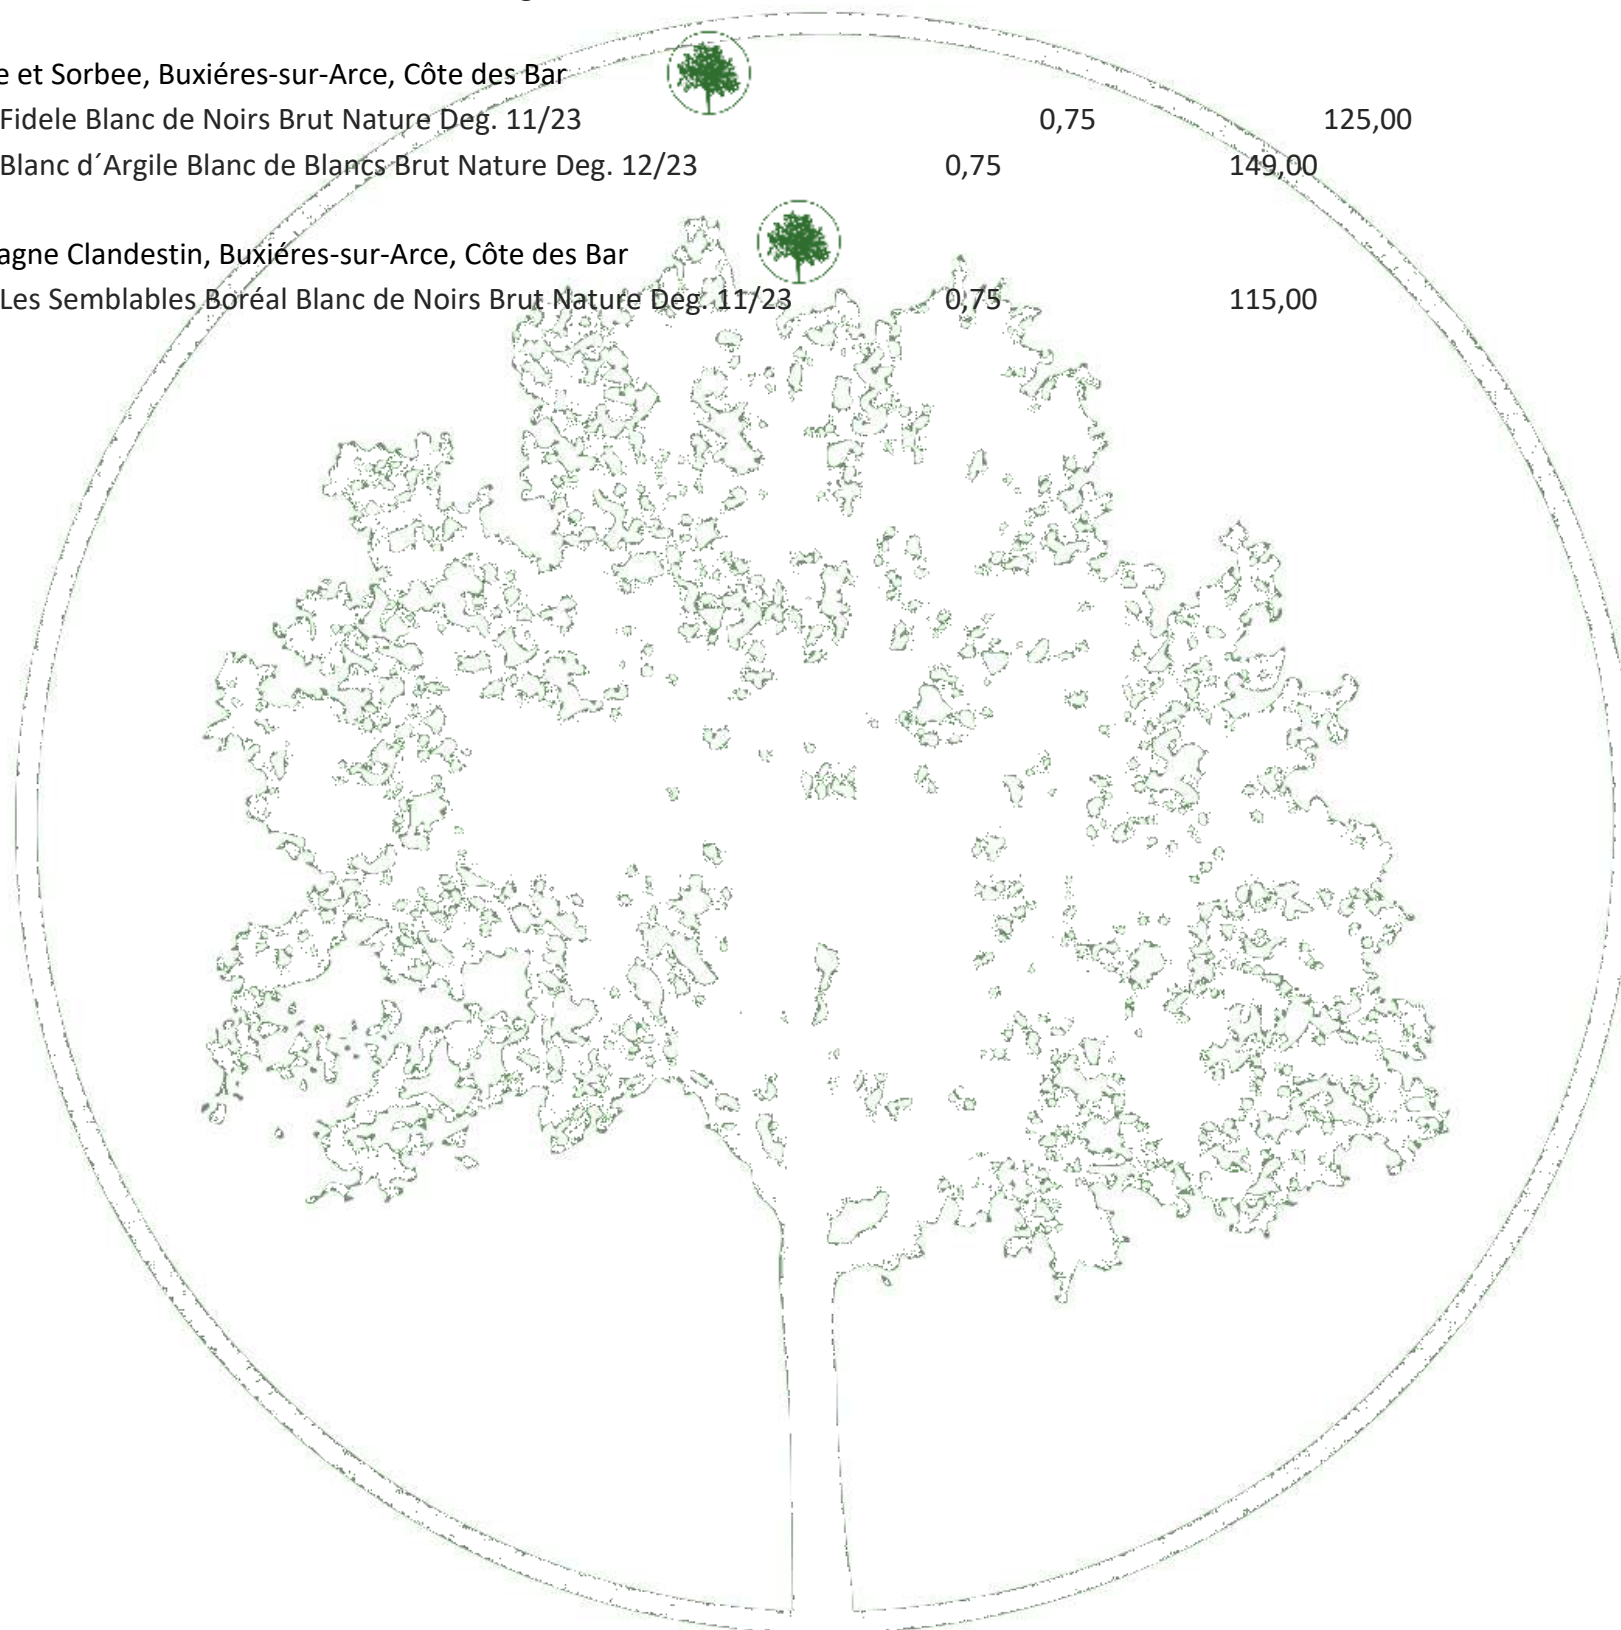 e et Sorbee, Buxiéres-sur-Arce, Côte des Bar
Fidele Blanc de Noirs Brut Nature Deg. 11/23 0,75 125,00
Blanc d´Argile Blanc de Blancs Brut Nature Deg. 12/23 0,75 149,00
agne Clandestin, Buxiéres-sur-Arce, Côte des Bar
Les Semblables Boréal Blanc de Noirs Brut Nature Deg. 11/23 0,75 115,00